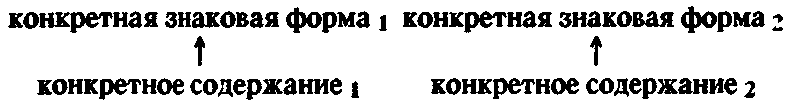 конкретная знаковая форма 1 конкретная знаковая форма 2
конкретное содержание 1 конкретное содержание 2